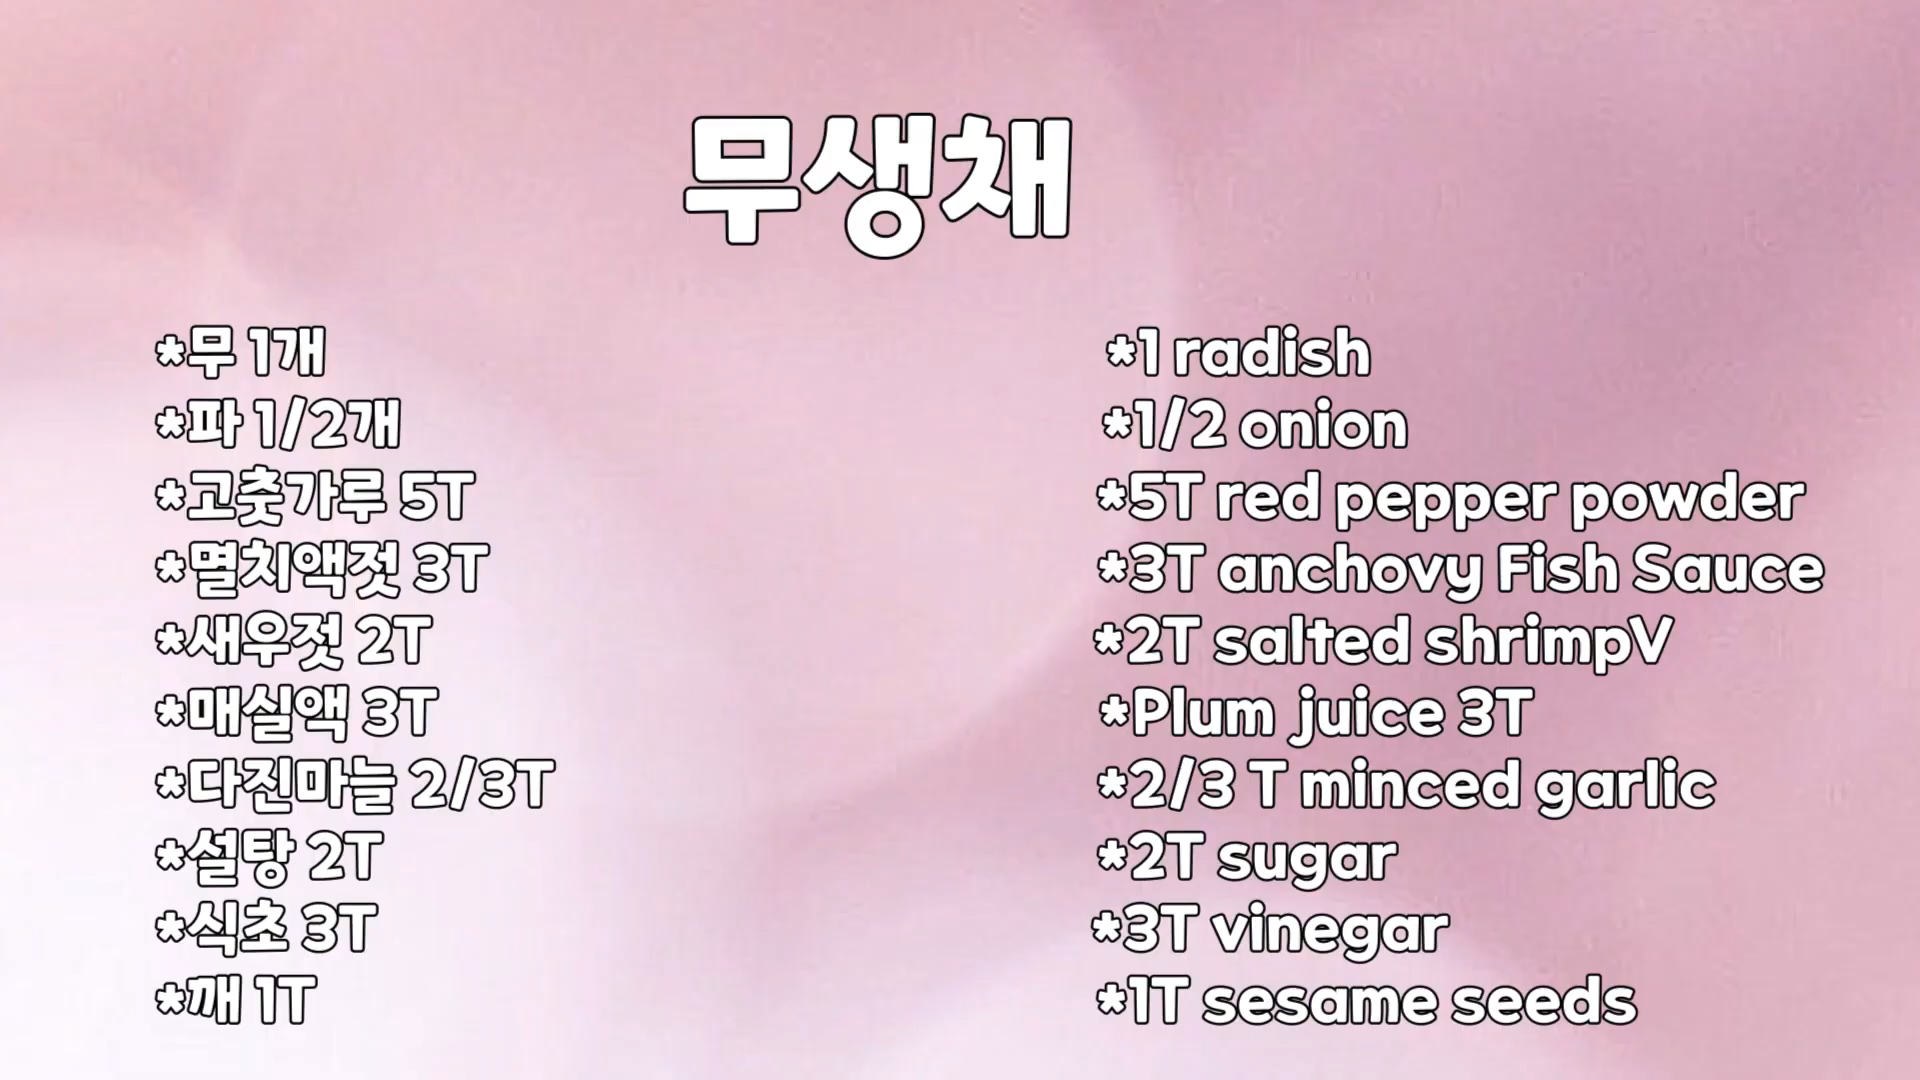 무생채
*무 1개
*파 1/2개
*고춧가루 5T
*멸치액젓 3T
*새우젓 2T
*매실액 3T
*다진마늘 2/3T
*설탕 2T
*식초 3T
*깨 1T
*1 radish
*1/2 onion
*5T red pepper powder
*3T anchovy Fish Sauce
*2T salted shrimpV
*Plum juice 3T
*2/3 T minced garlic
*2T sugar
*3T vinegar
*1T sesame seeds